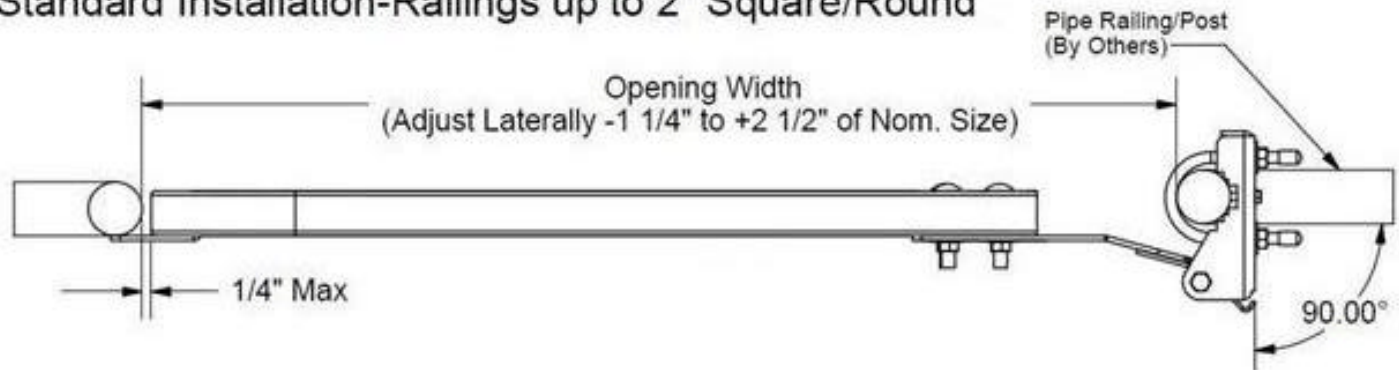 Standard Installation-Railings up to 2" Square/Round
Pipe Railing/Post
(By Others)
Opening Width
(Adjust Laterally -1 1/4" to +2 1/2" of Nom. Size)
1/4" Max
90.00°